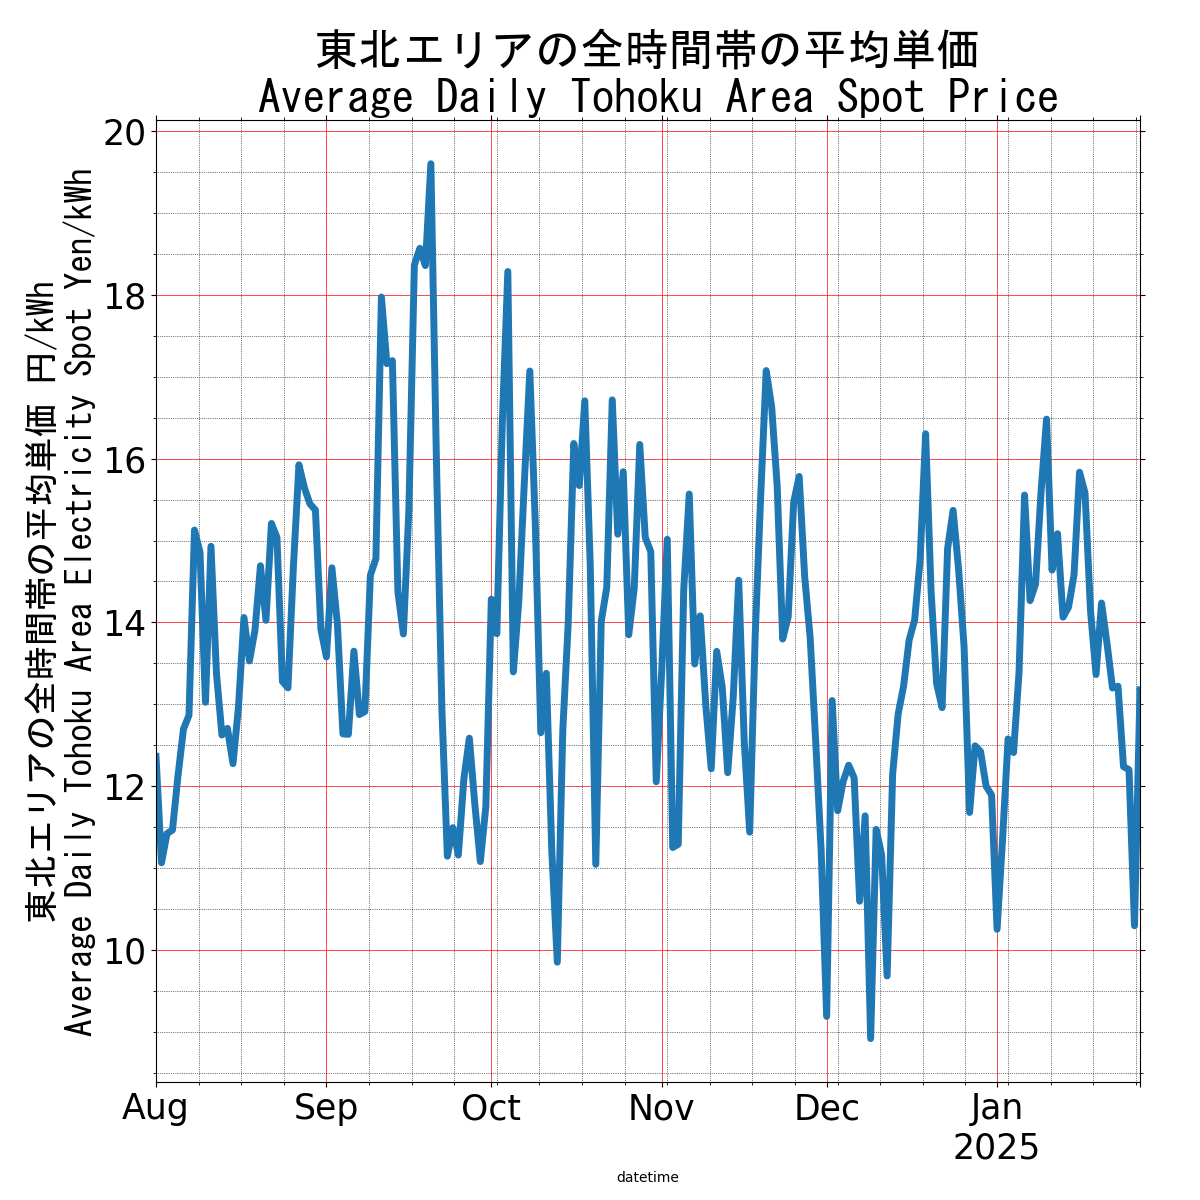 東北エリアの全時間帯の平均単価
Average Daily Tohoku Area Spot Price
東北エリアの全時間帯の平均単価 円/kWh
Average Daily Tohoku Area Electricity Spot Yen/kWh
20
18
16
14
12
10
Aug Sep Oct Nov Dec Jan
2025
datetime